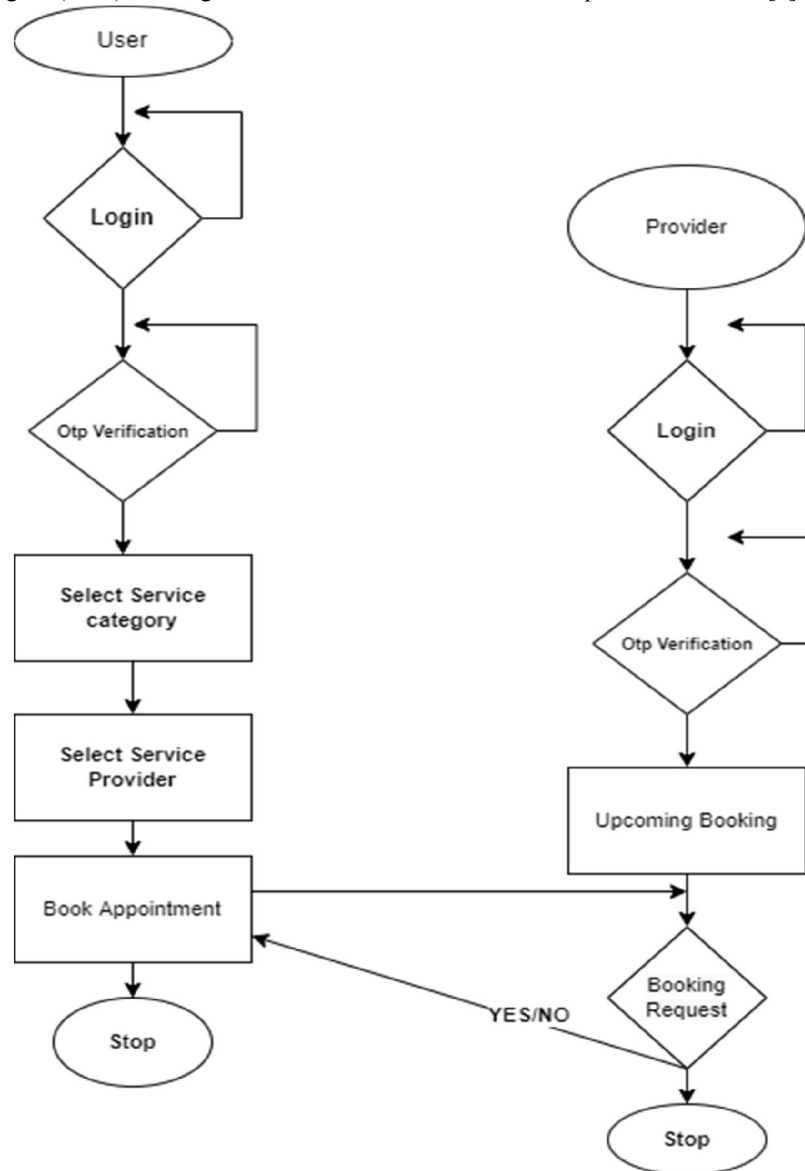 User
Login
Otp Verification
Select Service
category
Select Service
Provider
Book Appointment
Stop
Provider
Login
Otp Verification
Upcoming Booking
Booking
Request
YES/NO
Stop